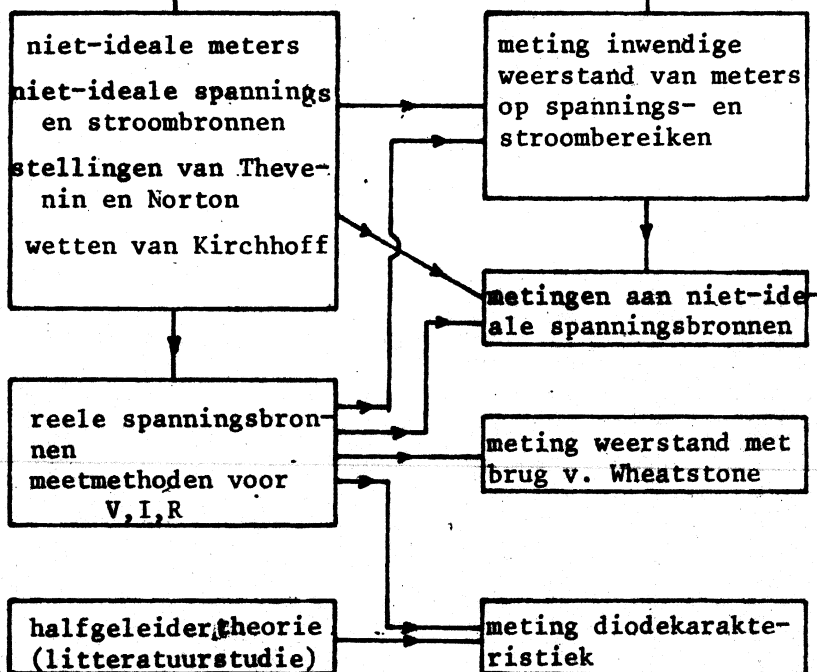 niet-ideale meters
niet-ideale spannings
en stroombronnen
stellingen van Theve-
nin en Norton
wetten van Kirchhoff
meting inwendige
weerstand van meters
op spannings- en
stroombereiken
metingen aan niet-ide-
ale spanningsbronnen
reele spanningsbron-
nen
meetmethoden voor
V,I,R
meting weerstand met
brug v. Wheatstone
halfgeleidertheorie
(litteratuurstudie)
meting diodekarakte-
ristiek